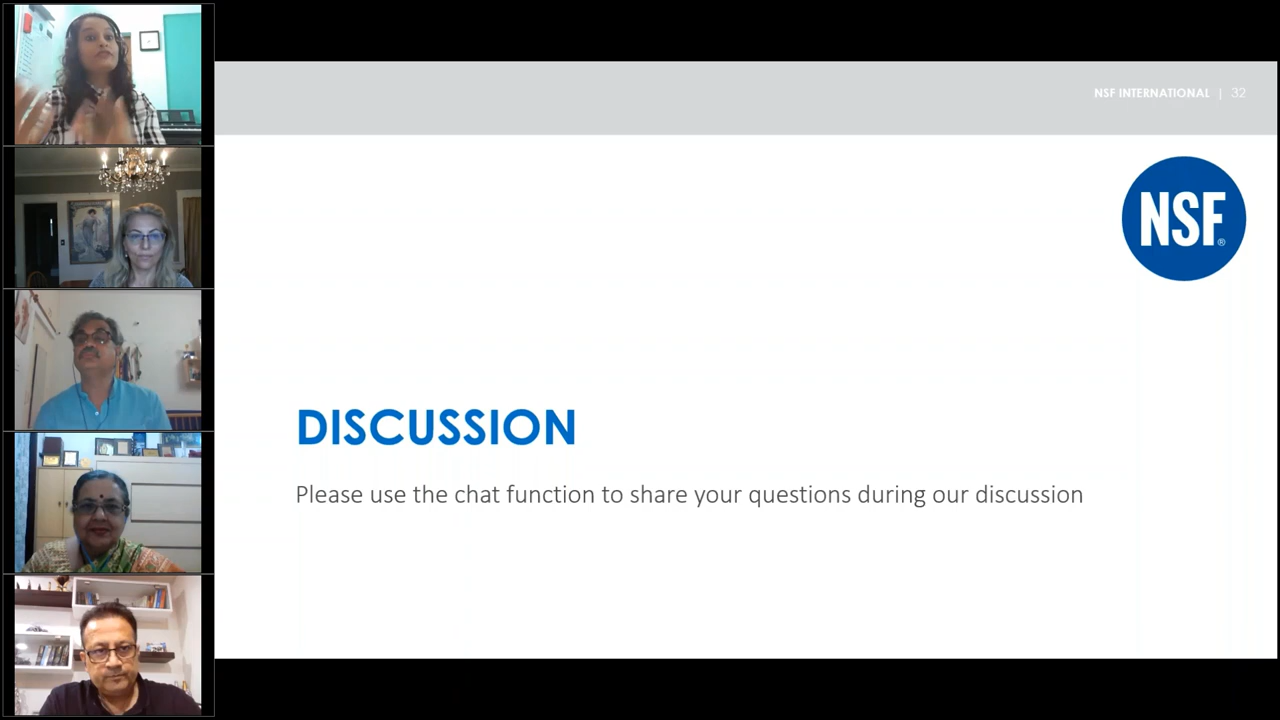 NSF INTERNATIONAL | 32
NSF®
DISCUSSION
Please use the chat function to share your questions during our discussion